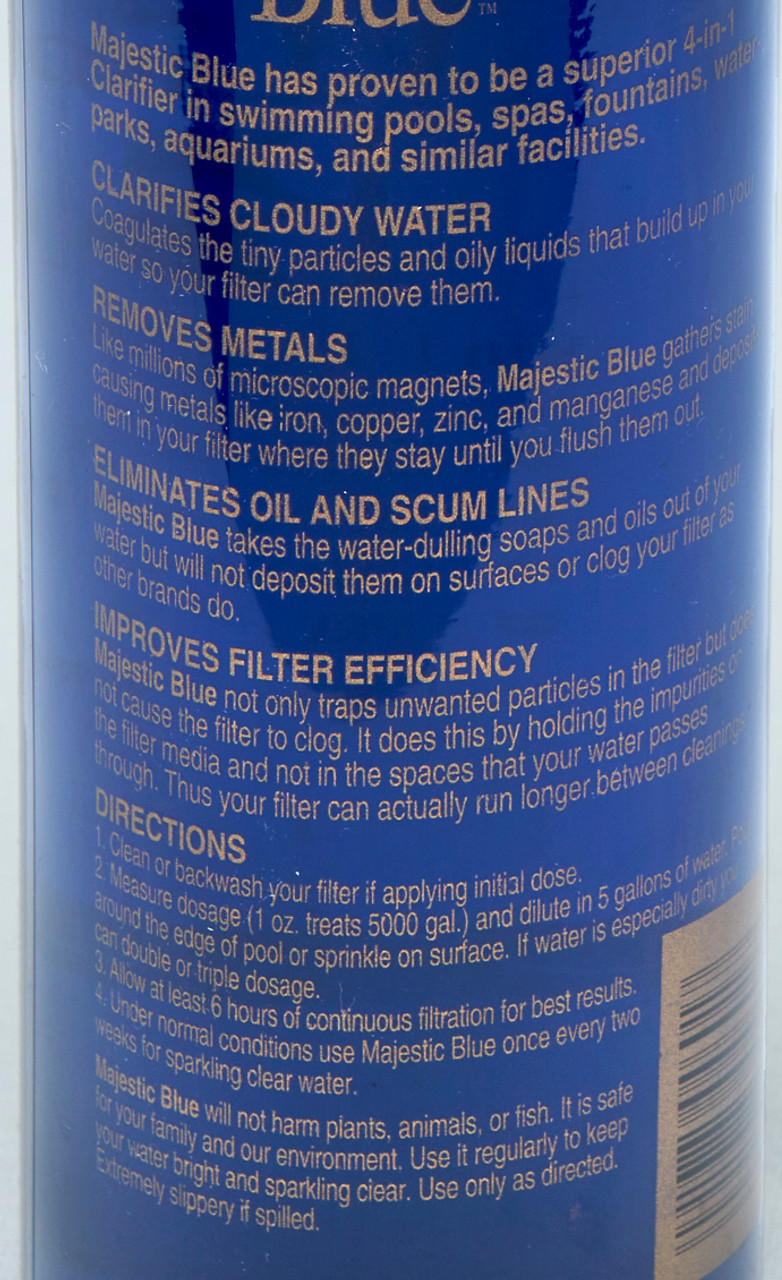 Blue™
Majestic Blue has proven to be a superior 4-in-1
Clarifier in swimming pools, spas, fountains, water-
parks, aquariums, and similar facilities.
CLARIFIES CLOUDY WATER
Coagulates the tiny particles and oily liquids that build up in your
water so your filter can remove them.
REMOVES METALS
Like millions of microscopic magnets, Majestic Blue gathers stain
causing metals like iron, copper, zinc, and manganese and deposits
them in your filter where they stay until you flush them out.
ELIMINATES OIL AND SCUM LINES
Majestic Blue takes the water-dulling soaps and oils out of your
water but will not deposit them on surfaces or clog your filter as
other brands do.
IMPROVES FILTER EFFICIENCY
Majestic Blue not only traps unwanted particles in the filter but does
not cause the filter to clog. It does this by holding the impurities on
the filter media and not in the spaces that your water passes
through. Thus your filter can actually run longer between cleanings.
DIRECTIONS
1. Clean or backwash your filter if applying initial dose.
2. Measure dosage (1 oz. treats 5000 gal.) and dilute in 5 gallons of water.
around the edge of pool or sprinkle on surface. If water is especially dirty you
can double or triple dosage.
3. Allow at least 6 hours of continuous filtration for best results.
4. Under normal conditions use Majestic Blue once every two
weeks for sparkling clear water.
Majestic Blue will not harm plants, animals, or fish. It is safe
for your family and our environment. Use it regularly to keep
your water bright and sparkling clear. Use only as directed.
Extremely slippery if spilled.